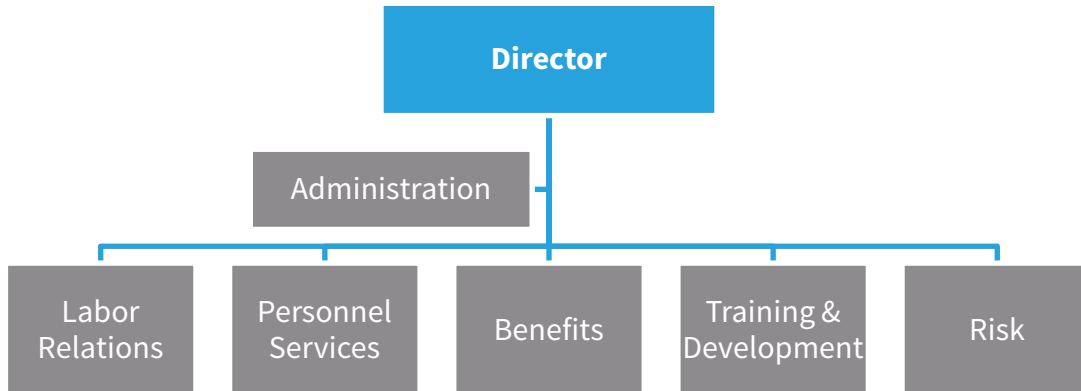 Director
Administration
Labor
Relations
Personnel
Services
Benefits
Training &
Development
Risk